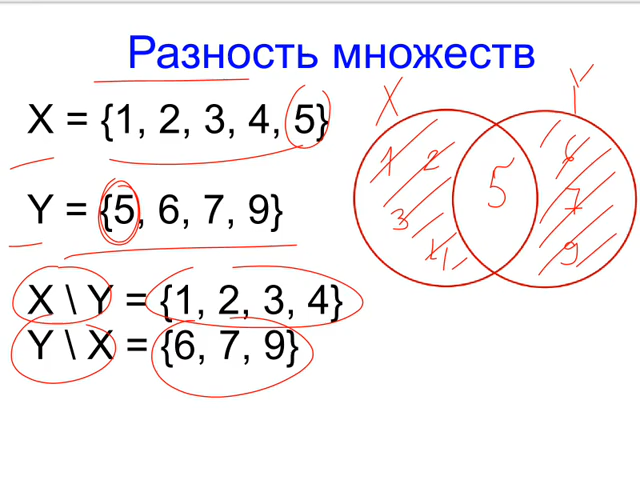 Разность множеств
X = {1, 2, 3, 4, 5}
Y = {5, 6, 7, 9}
X \ Y = {1, 2, 3, 4}
Y \ X = {6, 7, 9}
X
Y
1 2
3
4
5
6
7
9